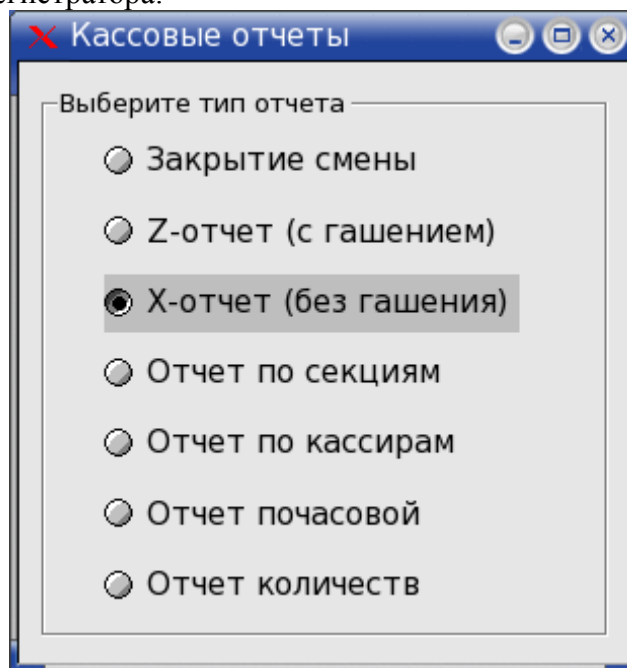 егистратора.
Кассовые отчеты
Выберите тип отчета
Закрытие смены
Z-отчет (с гашением)
X-отчет (без гашения)
Отчет по секциям
Отчет по кассирам
Отчет почасовой
Отчет количеств